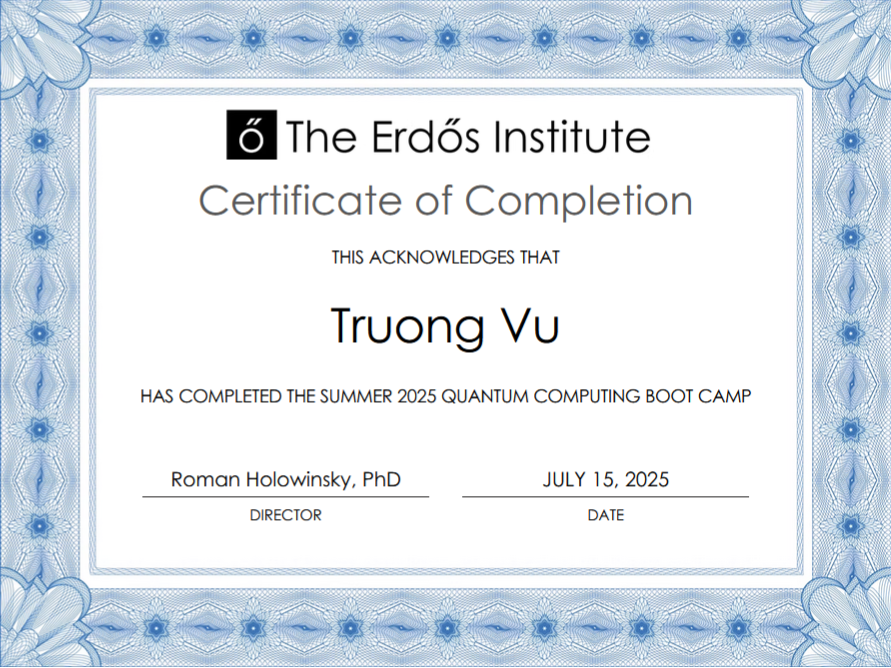 ő The Erdős Institute
Certificate of Completion
THIS ACKNOWLEDGES THAT
Truong Vu
HAS COMPLETED THE SUMMER 2025 QUANTUM COMPUTING BOOT CAMP
Roman Holowinsky, PhD JULY 15, 2025
DIRECTOR DATE